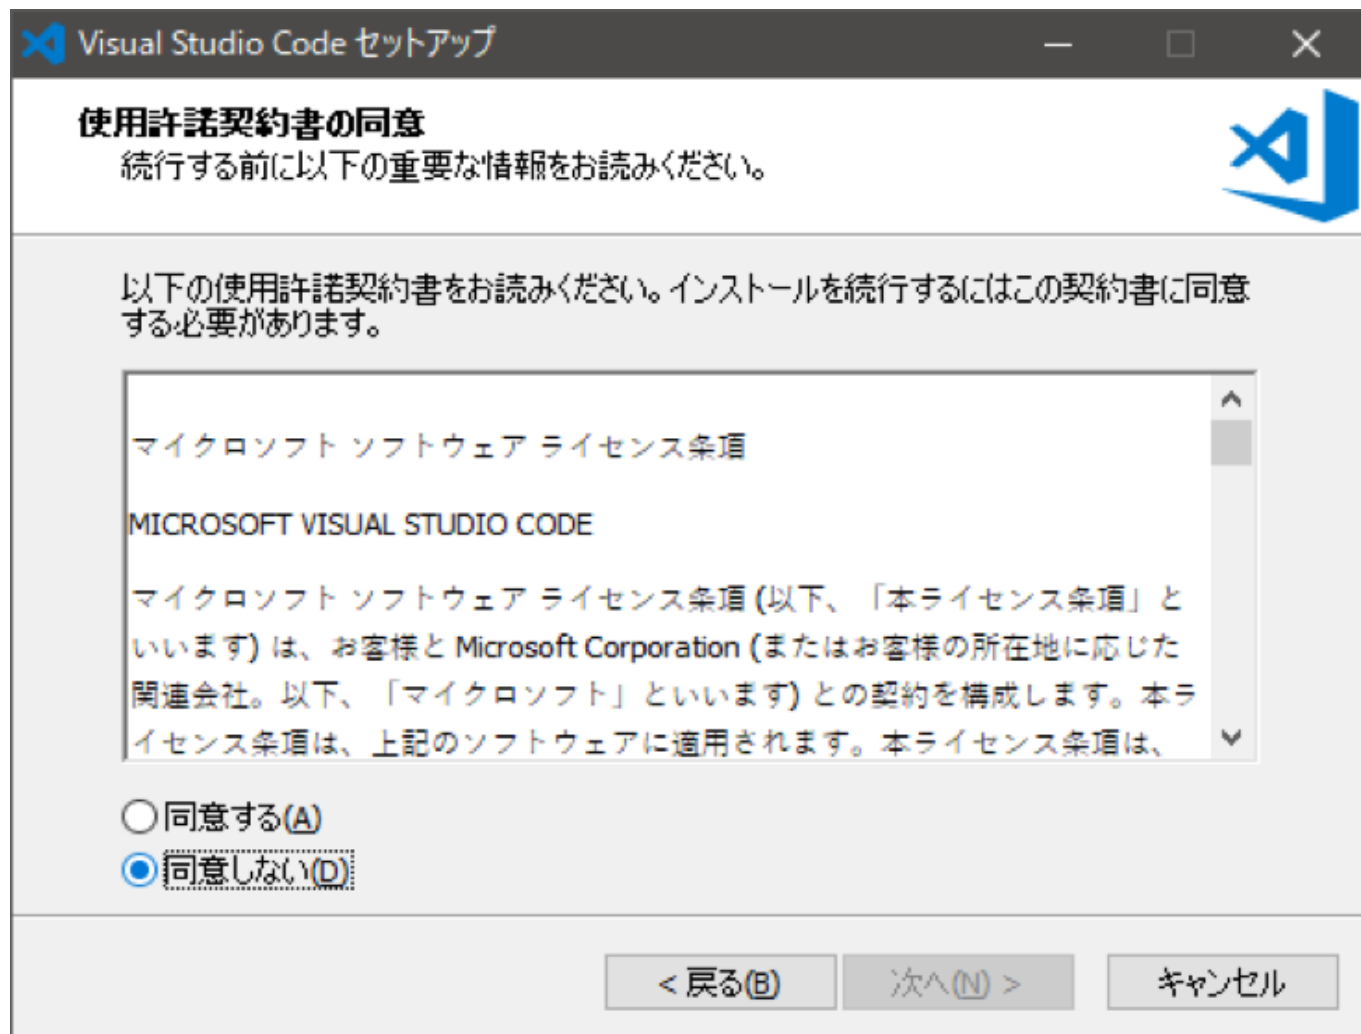 Visual Studio Code セットアップ
使用許諾契約書の同意
続行する前に以下の重要な情報をお読みください。
以下の使用許諾契約書をお読みください。インストールを続行するにはこの契約書に同意
する必要があります。
マイクロソフト ソフトウェア ライセンス条項
MICROSOFT VISUAL STUDIO CODE
マイクロソフト ソフトウェア ライセンス条項 (以下、「本ライセンス条項」と
いいます) は、お客様と Microsoft Corporation (またはお客様の所在地に応じた
関連会社。以下、「マイクロソフト」といいます) との契約を構成します。本ラ
イセンス条項は、上記のソフトウェアに適用されます。本ライセンス条項は、
同意する(A)
同意しない(D)
< 戻る(B) 次へ(N) > キャンセル